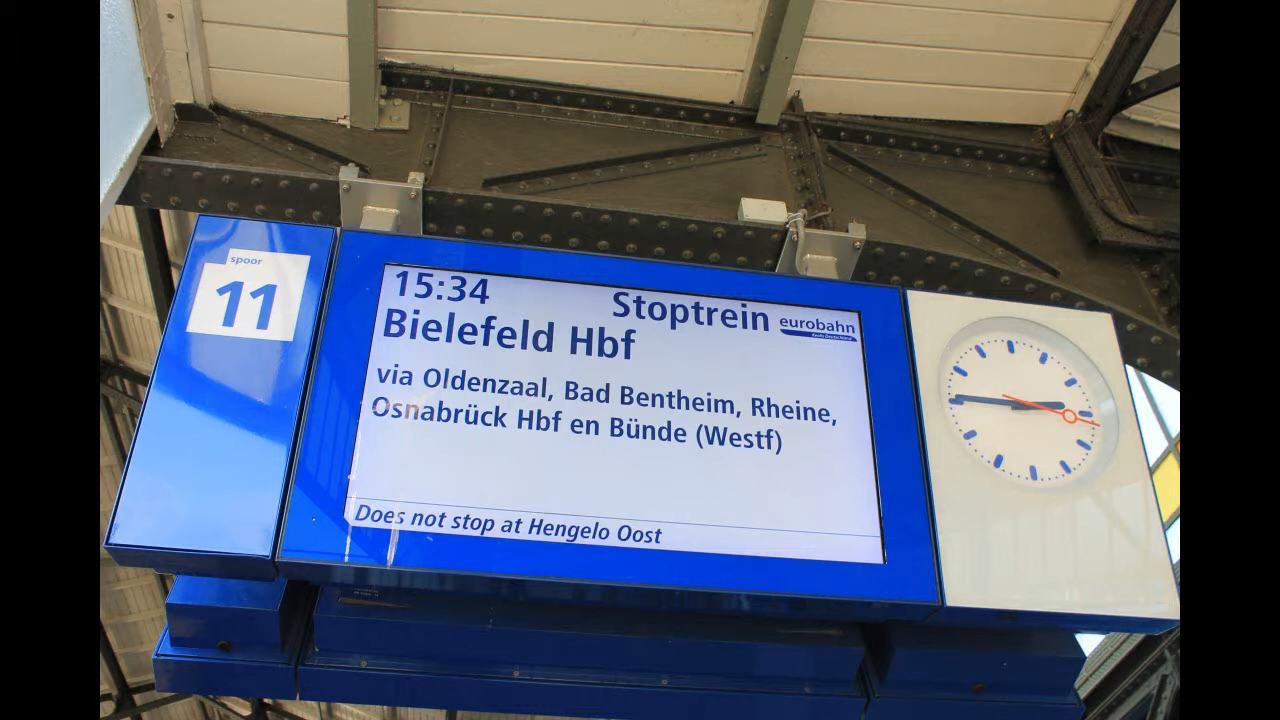 spoor
11
15:34
Stoptrein eurobahn
Bielefeld Hbf
via Oldenzaal, Bad Bentheim, Rheine,
Osnabrück Hbf en Bünde (Westf)
Does not stop at Hengelo Oost